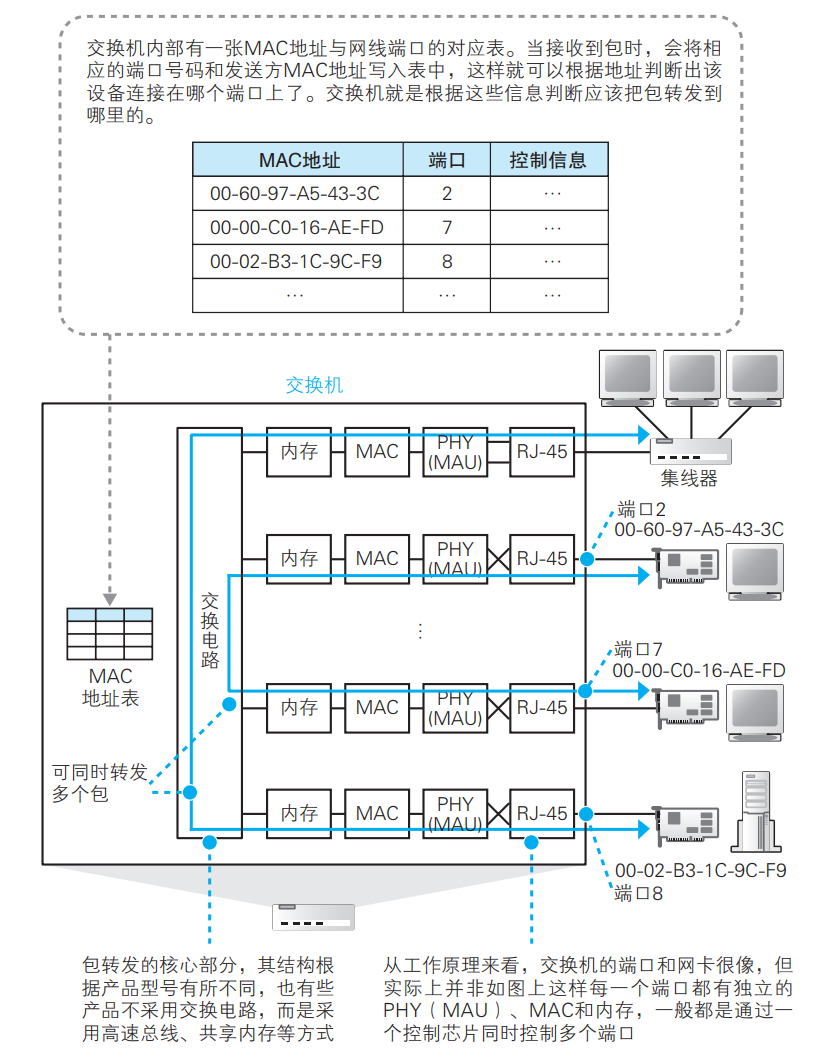 交换机内部有一张MAC地址与网线端口的对应表。当接收到包时，会将相
应的端口号码和发送方MAC地址写入表中，这样就可以根据地址判断出该
设备连接在哪个端口上了。交换机就是根据这些信息判断应该把包转发到
哪里的。
MAC地址 端口 控制信息
00-60-97-A5-43-3C 2 …
00-00-C0-16-AE-FD 7 …
00-02-B3-1C-9C-F9 8 …
… … …
交换机
内存 MAC PHY (MAU) RJ-45
集线器
端口2
00-60-97-A5-43-3C
内存 MAC PHY (MAU) RJ-45
交换电路
…
MAC
地址表
端口7
00-00-C0-16-AE-FD
内存 MAC PHY (MAU) RJ-45
可同时转发
多个包
内存 MAC PHY (MAU) RJ-45
00-02-B3-1C-9C-F9
端口8
包转发的核心部分，其结构根
据产品型号有所不同，也有些
产品不采用交换电路，而是采
用高速总线、共享内存等方式
从工作原理来看，交换机的端口和网卡很像，但
实际上并非如图上这样每一个端口都有独立的
PHY（MAU）、MAC和内存，一般都是通过一
个控制芯片同时控制多个端口